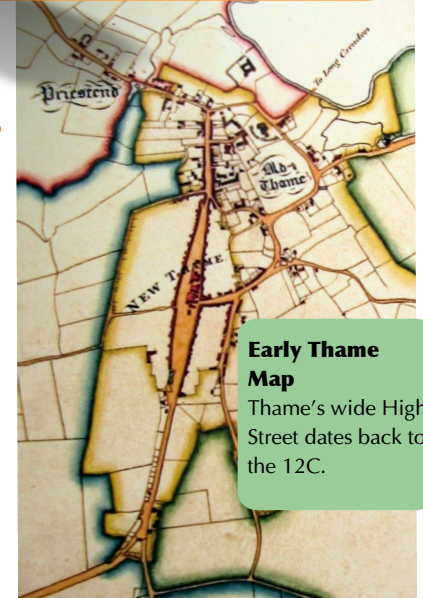 To Long Crendon
Priestend
Old
Thame
NEW THAME
Early Thame
Map
Thame's wide High
Street dates back to
the 12C.